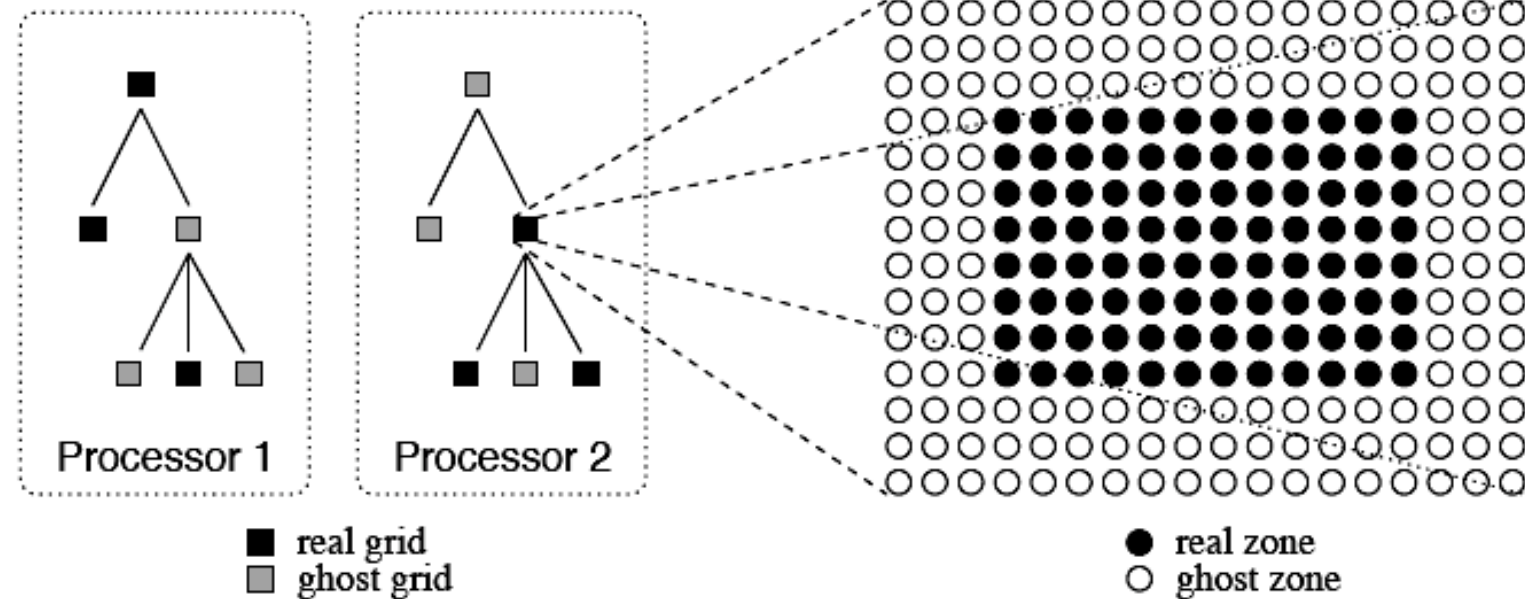 Processor 1
Processor 2
real grid
ghost grid
real zone
ghost zone